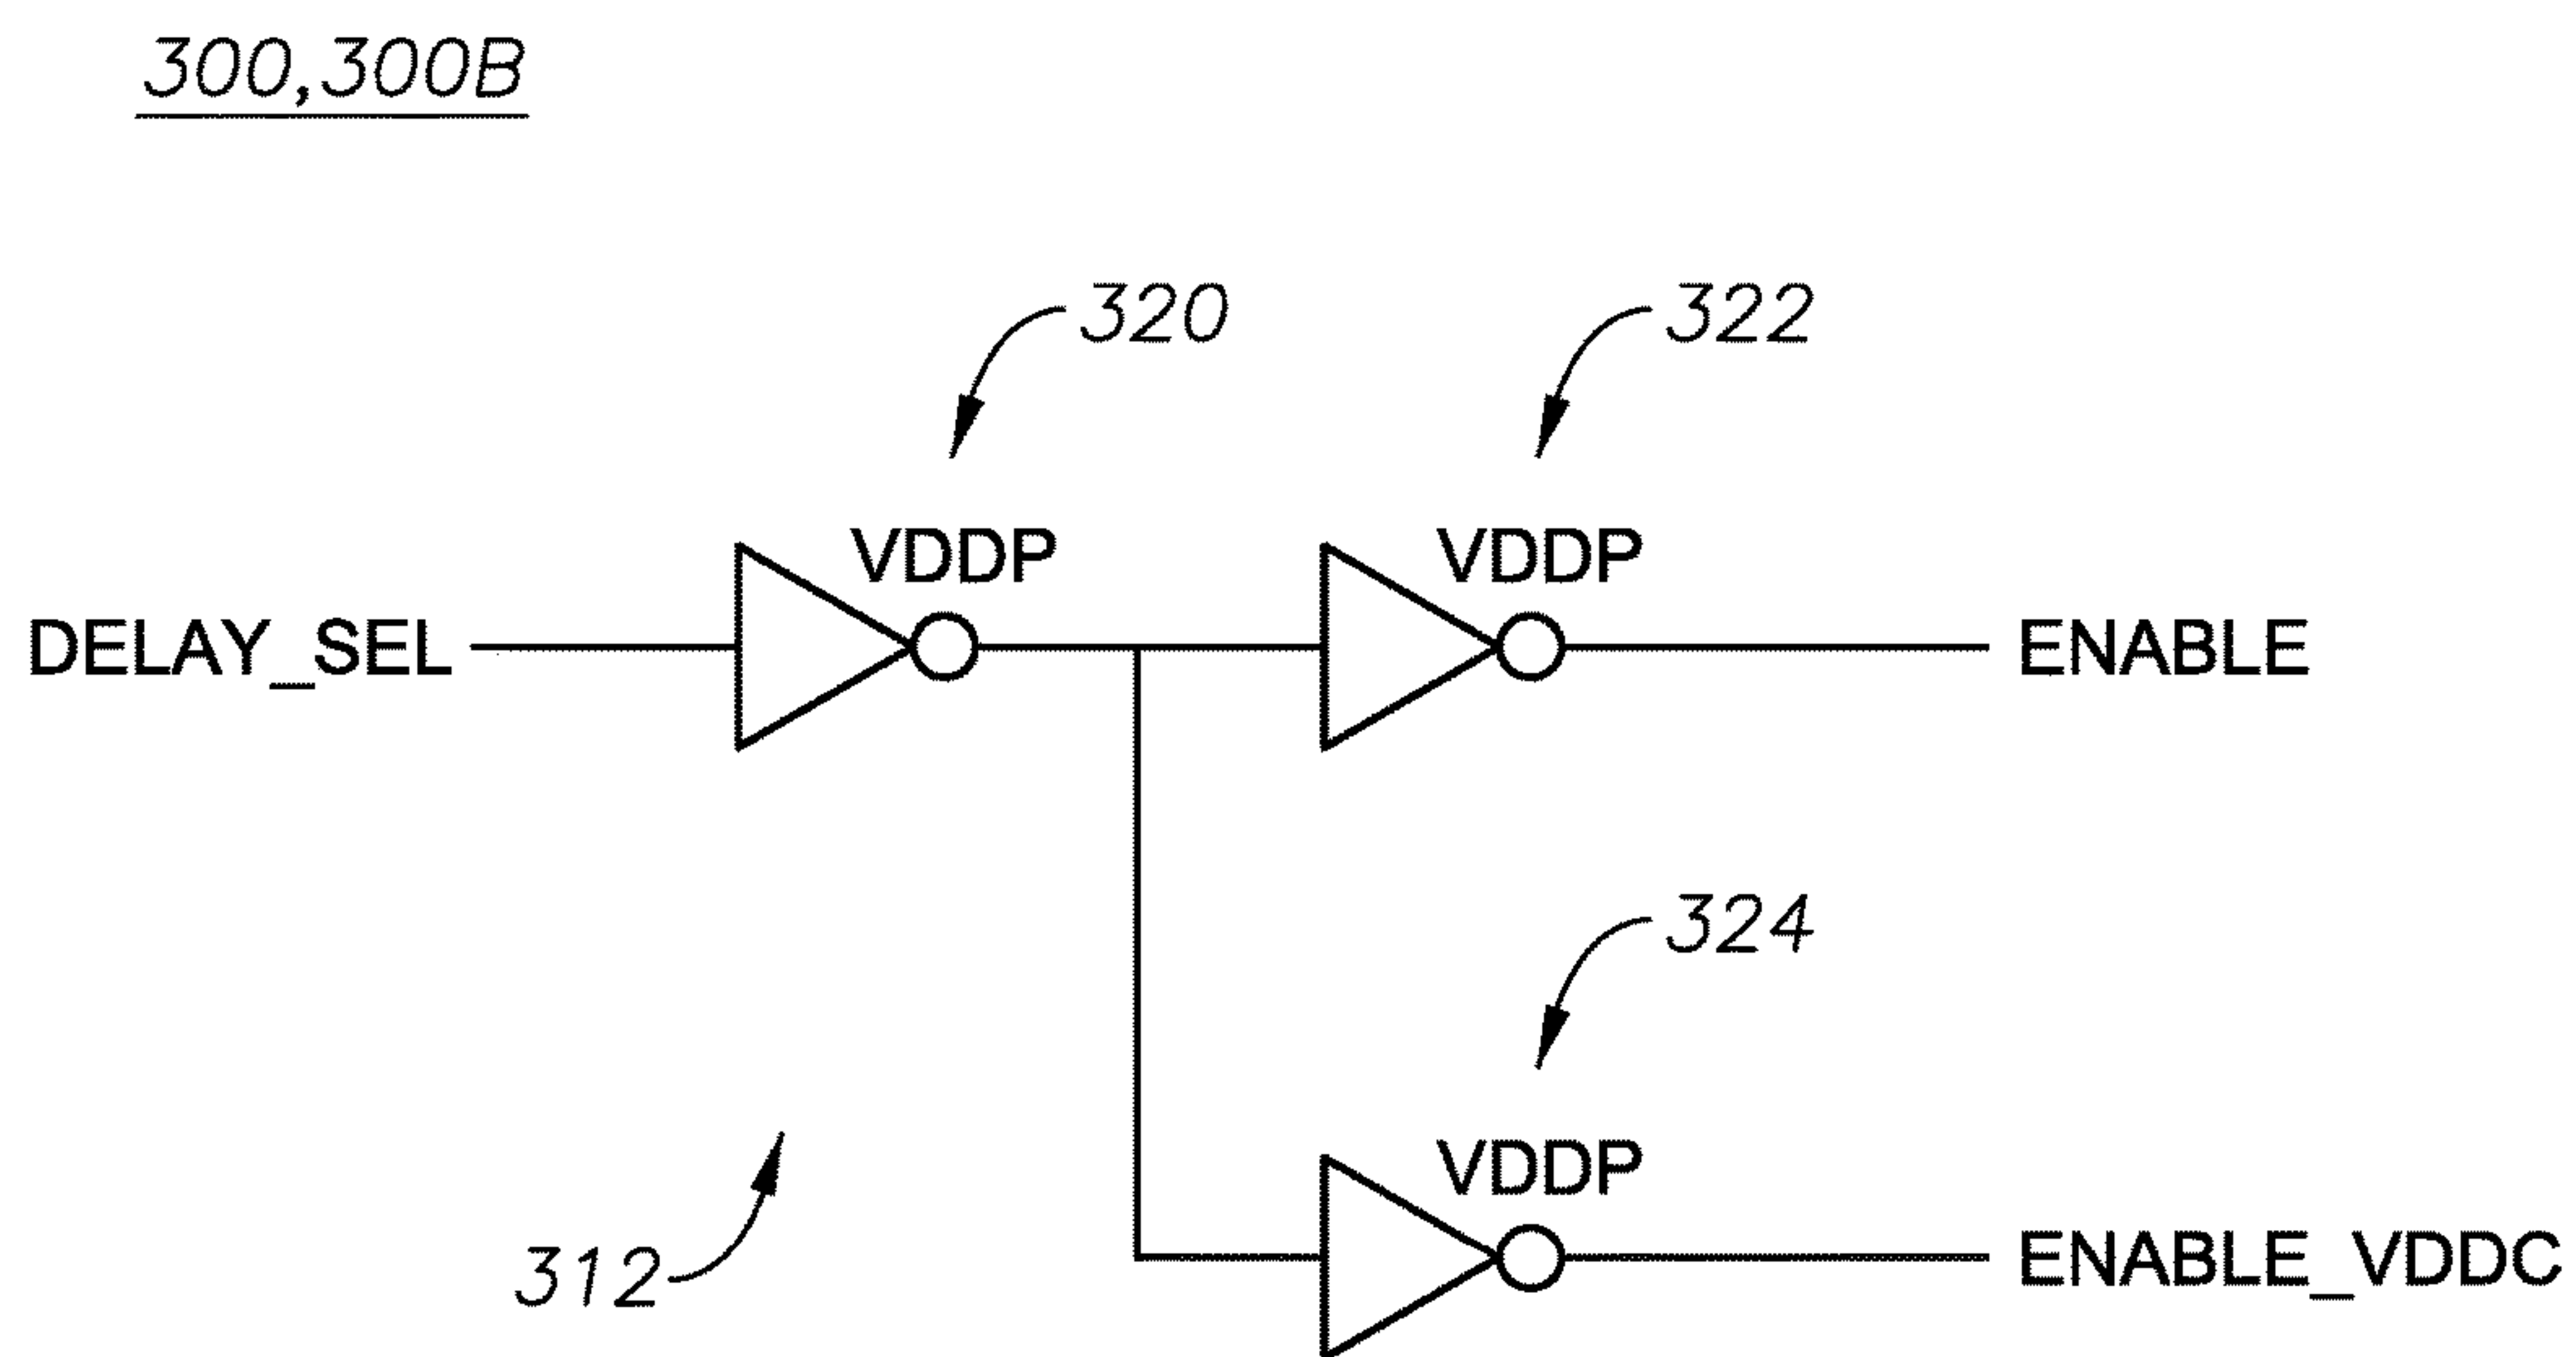 300,300B
320
322
VDDP
VDDP
DELAY_SEL
ENABLE
324
VDDP
312
ENABLE_VDDC